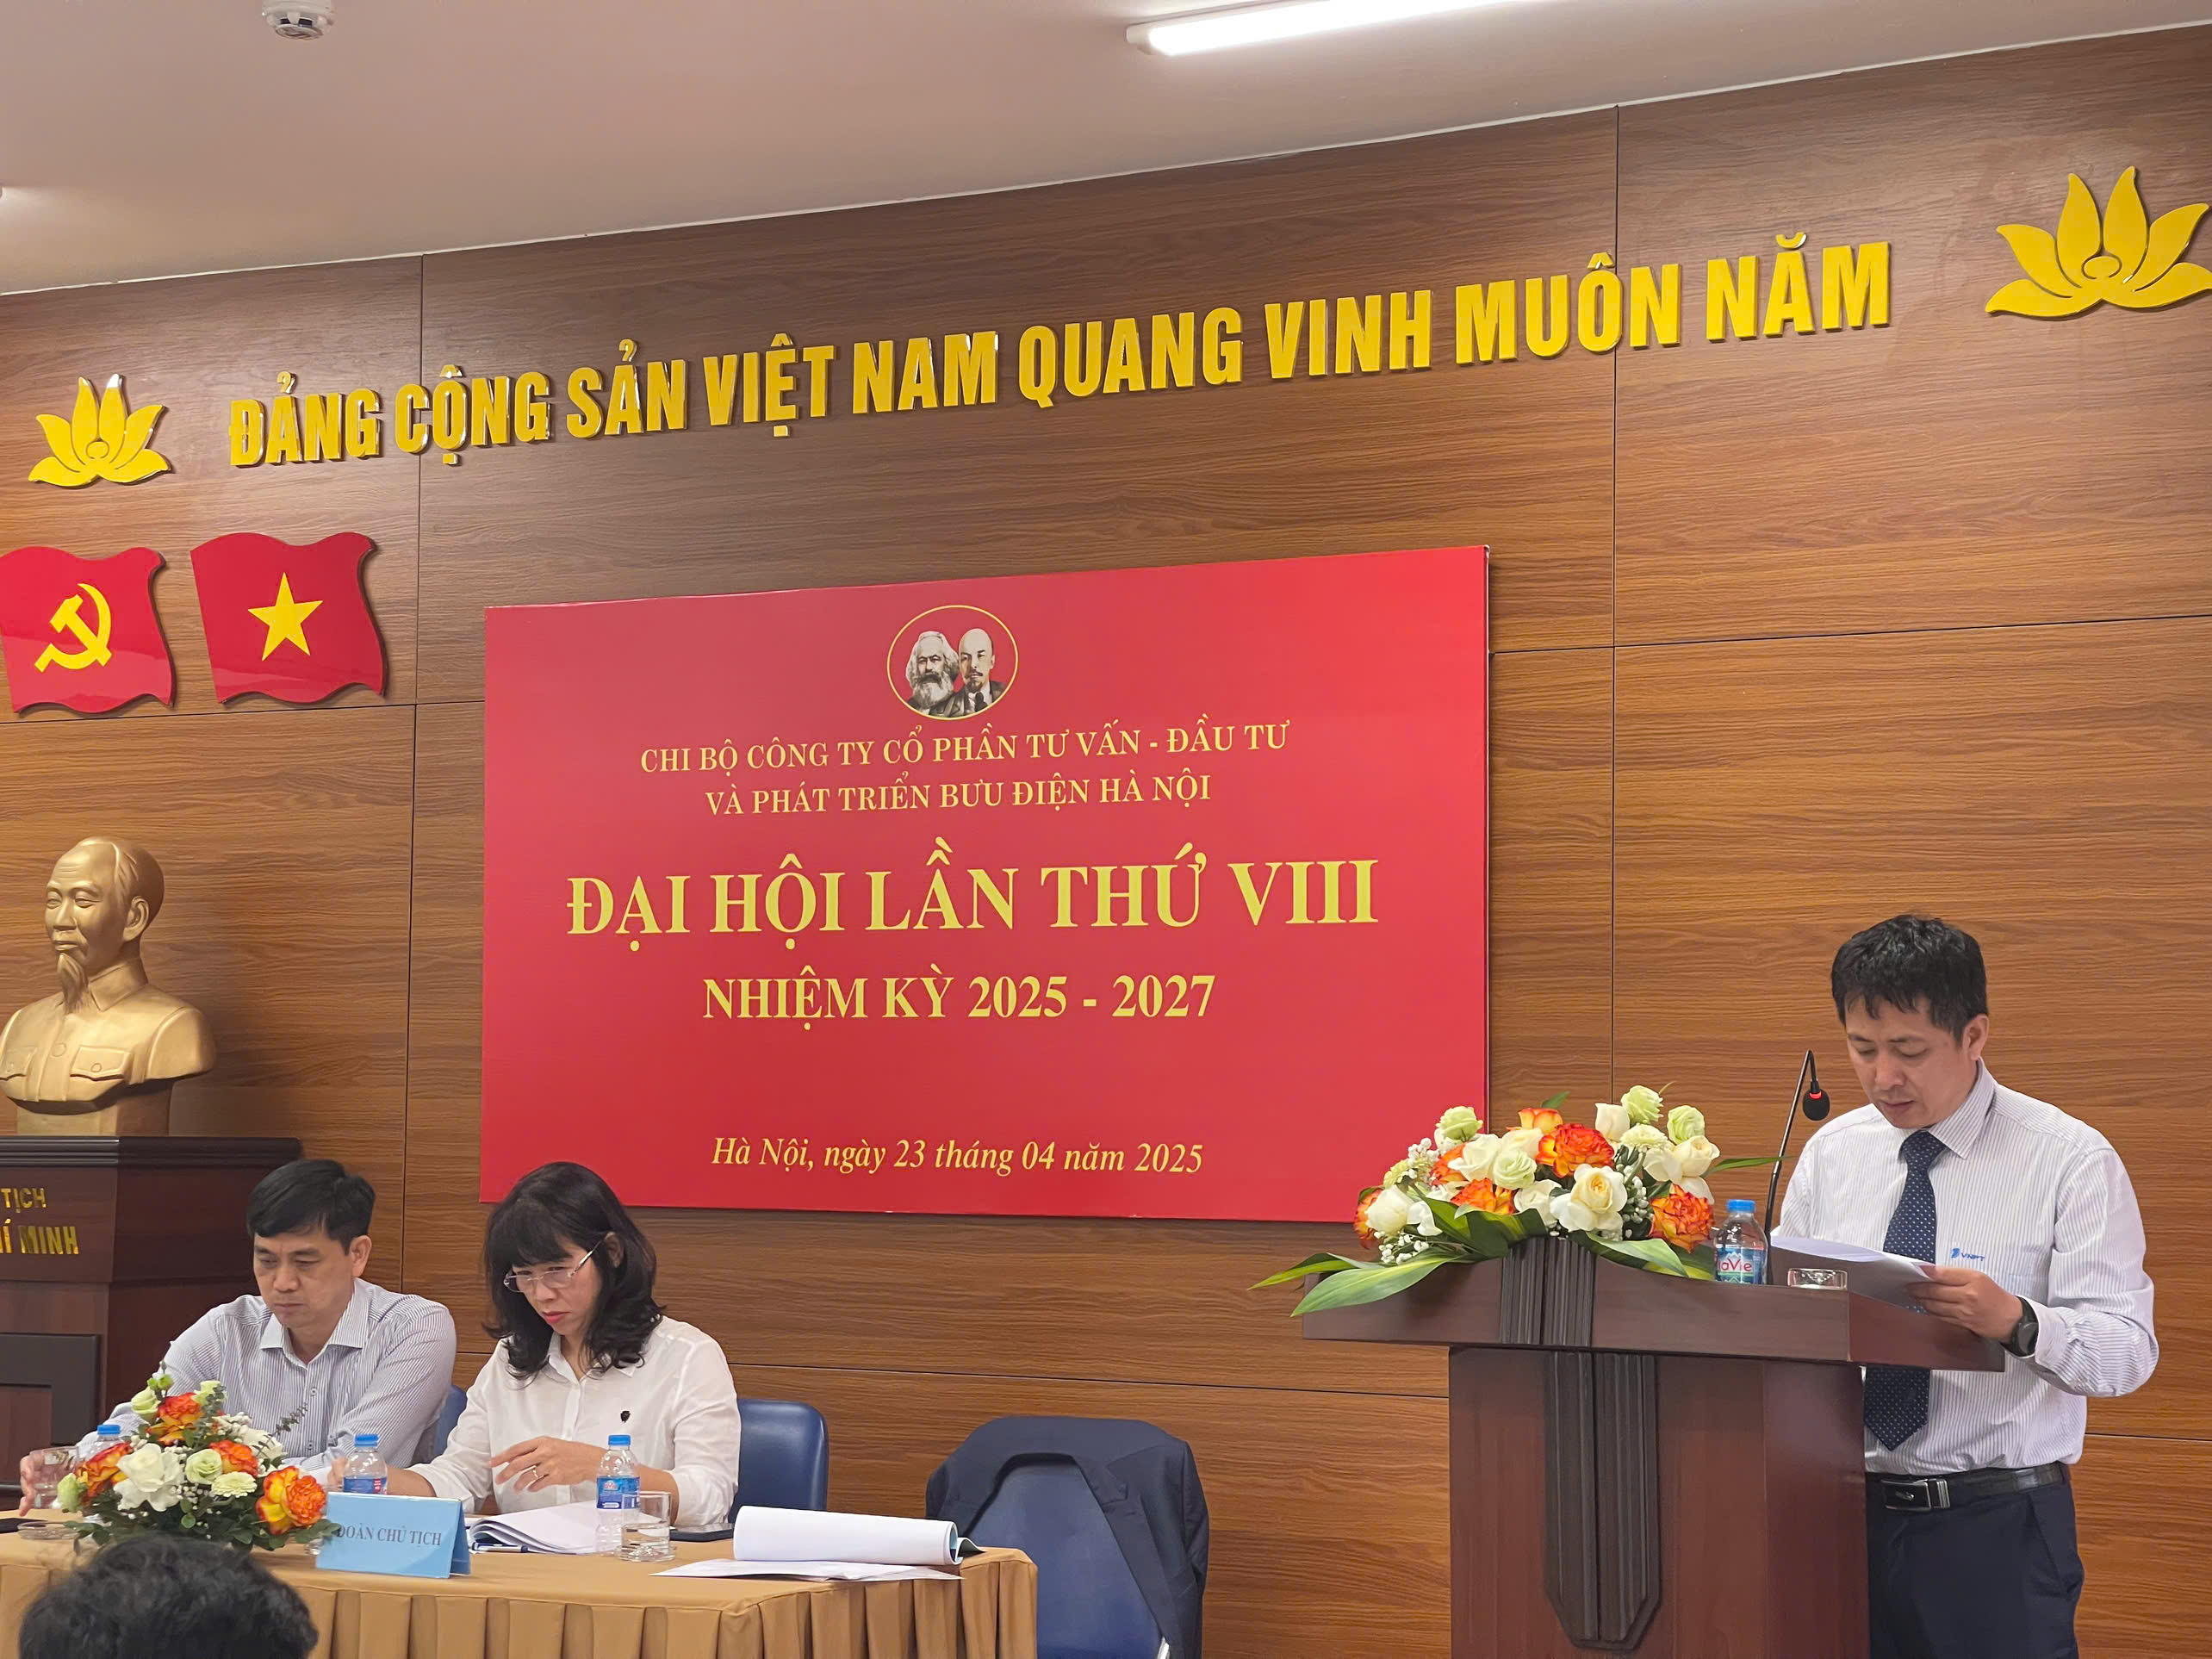 ĐẢNG CỘNG SẢN VIỆT NAM QUANG VINH MUÔN NĂM
CHI BỘ CÔNG TY CỔ PHẦN TƯ VẤN - ĐẦU TƯ
VÀ PHÁT TRIỂN BƯU ĐIỆN HÀ NỘI
ĐẠI HỘI LẦN THỨ VIII
NHIỆM KỲ 2025 - 2027
Hà Nội, ngày 23 tháng 04 năm 2025
TỊCH
MINH
ĐOÀN CHỦ TỊCH
LaVie
VNPT